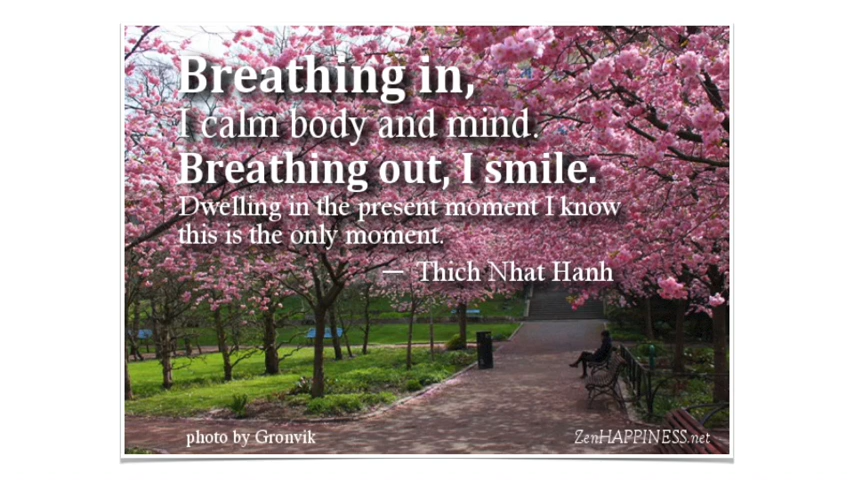 Breathing in,
I calm body and mind.
Breathing out, I smile.
Dwelling in the present moment I know
this is the only moment.
— Thich Nhat Hanh
photo by Gronvik
ZenHAPPINESS.net